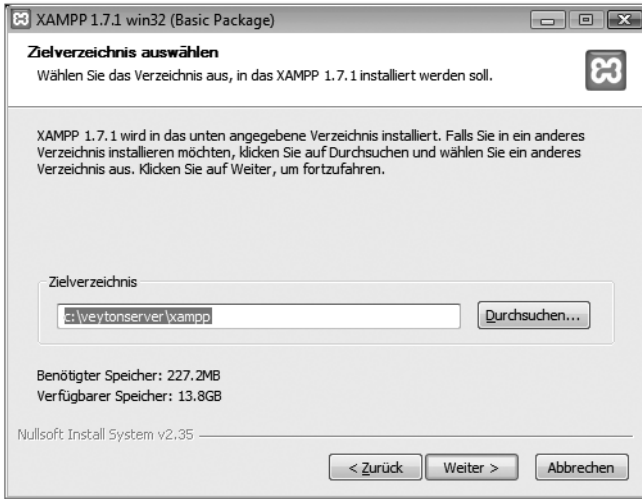 XAMPP 1.7.1 win32 (Basic Package)
Zielverzeichnis auswählen
Wählen Sie das Verzeichnis aus, in das XAMPP 1.7.1 installiert werden soll.
XAMPP 1.7.1 wird in das unten angegebene Verzeichnis installiert. Falls Sie in ein anderes
Verzeichnis installieren möchten, klicken Sie auf Durchsuchen und wählen Sie ein anderes
Verzeichnis aus. Klicken Sie auf Weiter, um fortzufahren.
Zielverzeichnis
c:\veytonserver\xampp
Durchsuchen...
Benötigter Speicher: 227.2MB
Verfügbarer Speicher: 13.8GB
Nullsoft Install System v2.35
< Zurück
Weiter >
Abbrechen